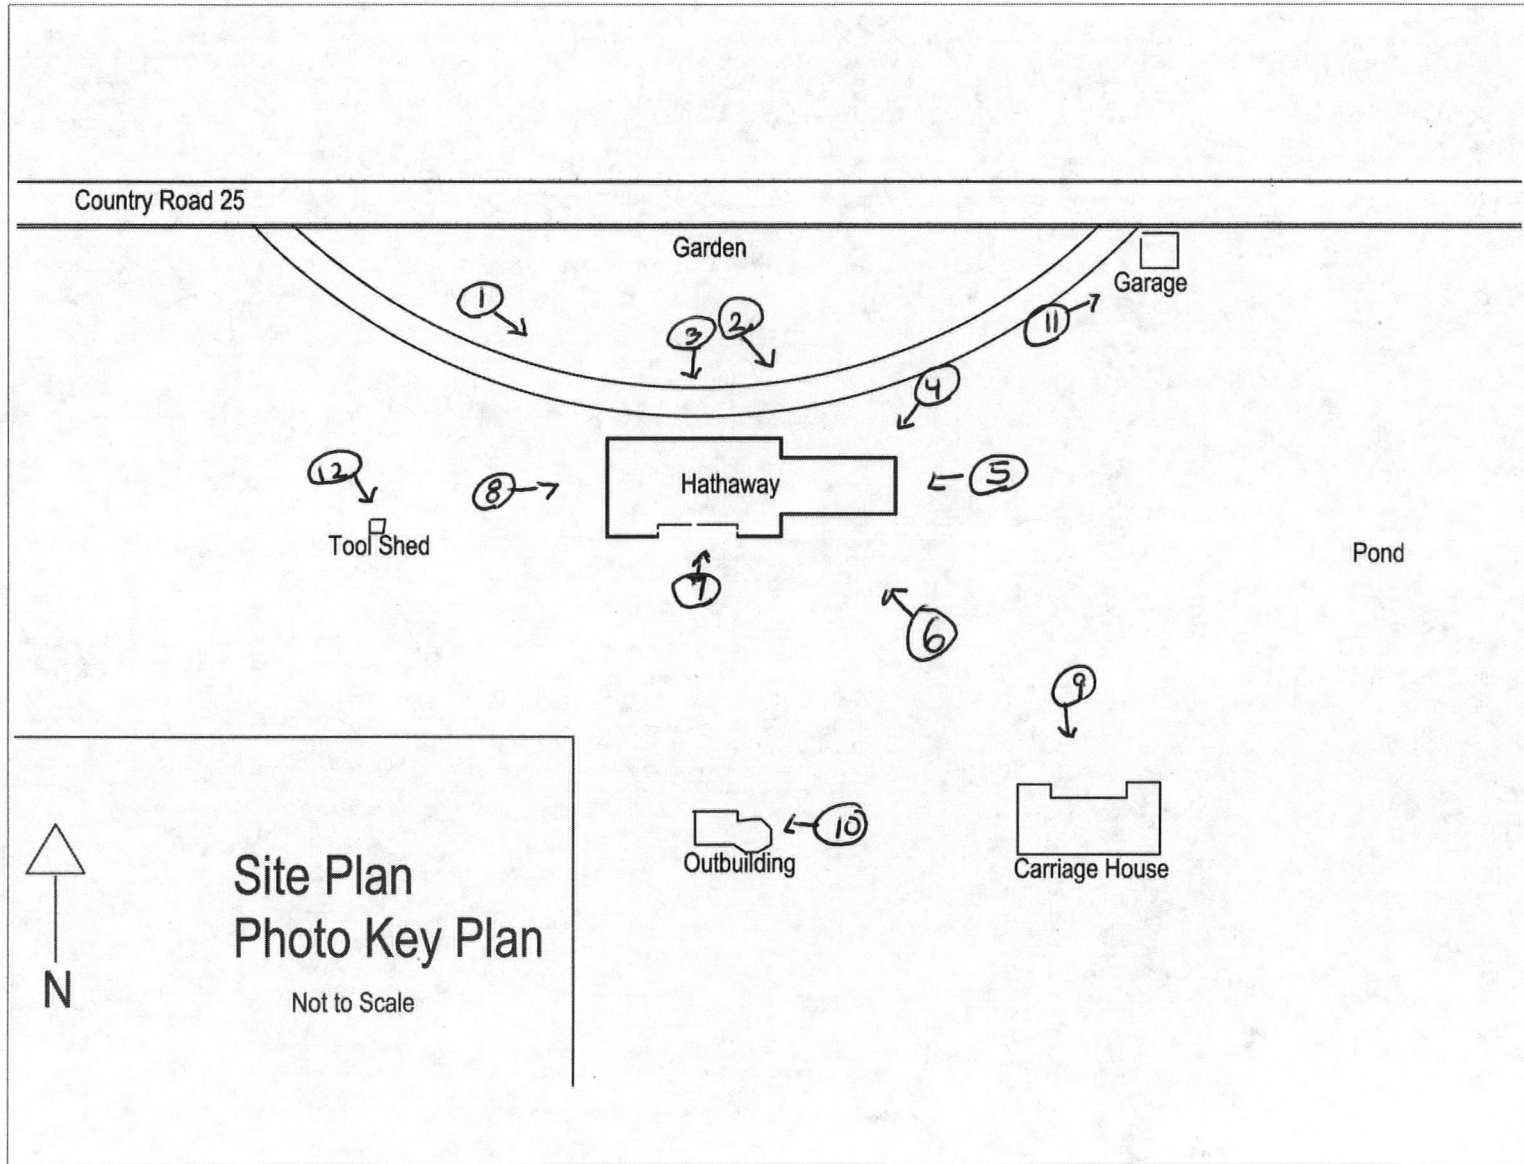 Country Road 25
Garden
Garage
1
3
2
11
4
12
8
Hathaway
5
Tool Shed
Pond
7
6
9
10
Outbuilding
Carriage House
Site Plan
Photo Key Plan
N
Not to Scale